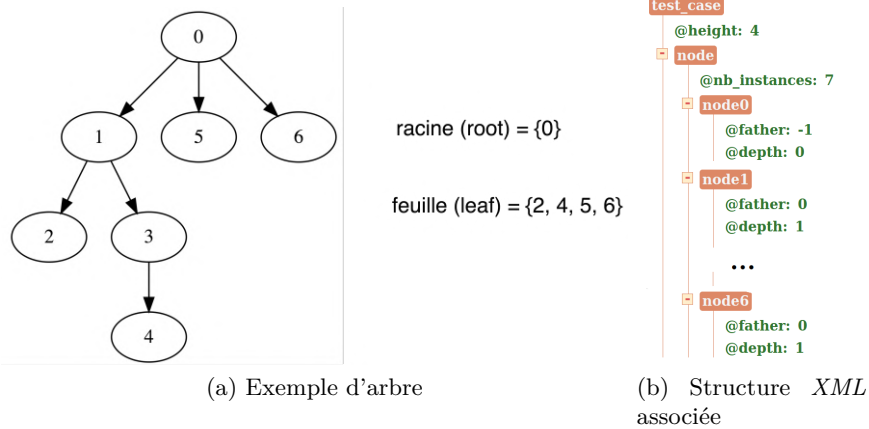 0
1
5
6
2
3
4
racine (root) = {0}
feuille (leaf) = {2, 4, 5, 6}
test_case
@height: 4
- node
@nb_instances: 7
- node0
@father: -1
@depth: 0
- node1
@father: 0
@depth: 1
...
- node6
@father: 0
@depth: 1
(a) Exemple d'arbre
(b) Structure XML
associée